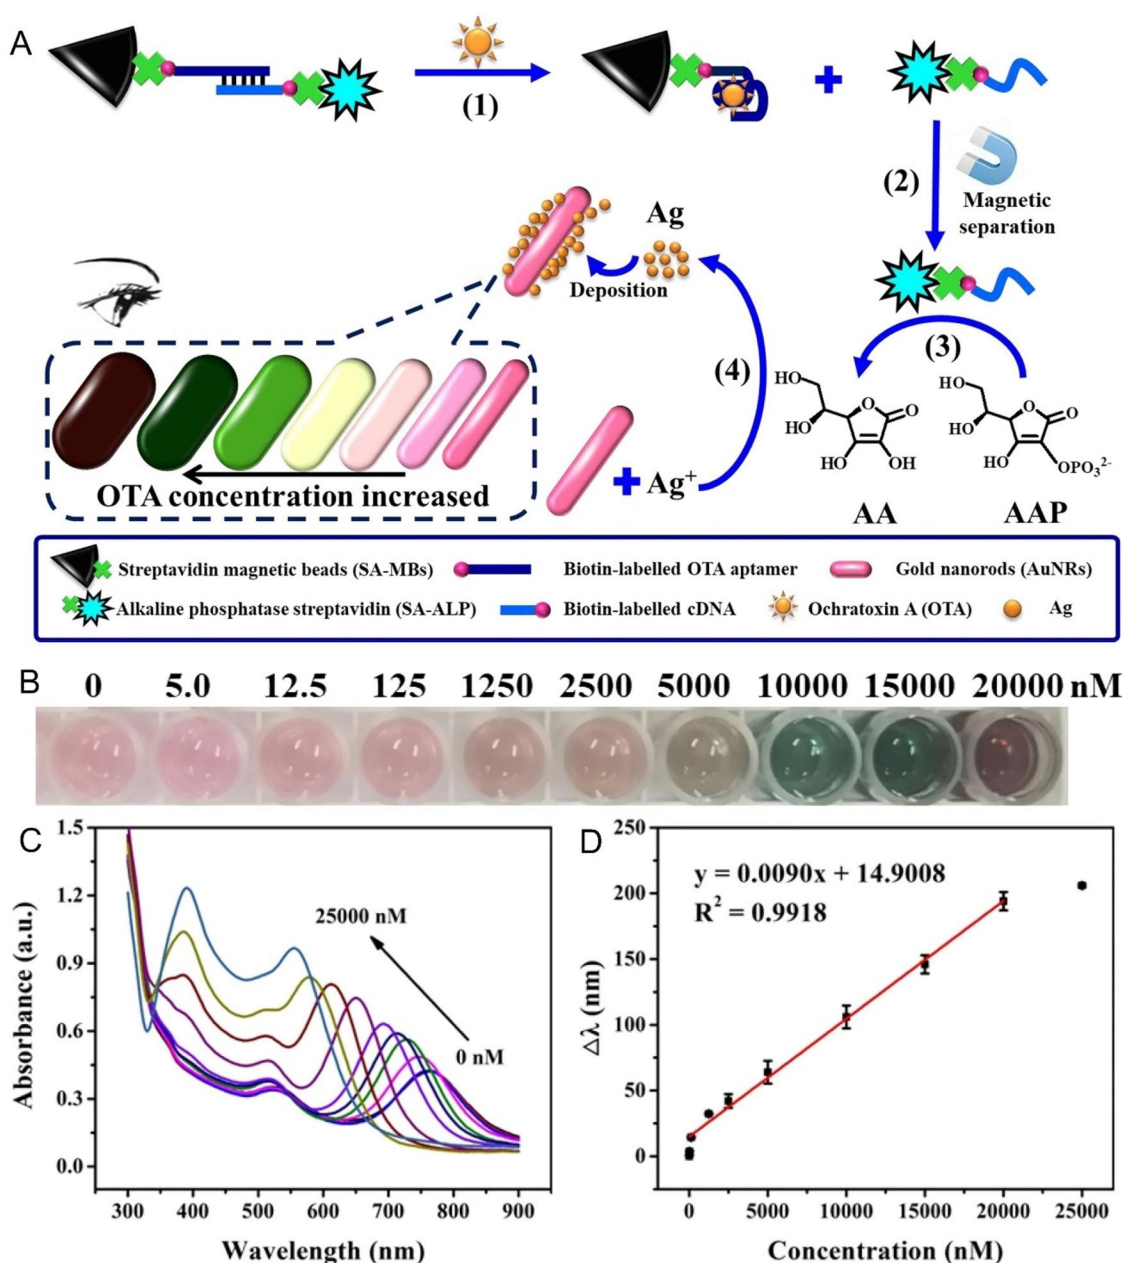 A
(1)
+
(2)
Magnetic
separation
Ag
Deposition
(3)
(4)
HO
O
O
HO
HO
OH
AA
HO
O
O
HO
HO
OPO₃²⁻
AAP
+ Ag⁺
OTA concentration increased
Streptavidin magnetic beads (SA-MBs)
Biotin-labelled OTA aptamer
Gold nanorods (AuNRs)
Alkaline phosphatase streptavidin (SA-ALP)
Biotin-labelled cDNA
Ochratoxin A (OTA)
Ag
B
0 5.0 12.5 125 1250 2500 5000 10000 15000 20000 nM
C
1.5
1.2
0.9
0.6
0.3
0.0
Absorbance (a.u.)
25000 nM
0 nM
300 400 500 600 700 800 900
Wavelength (nm)
D
250
200
150
100
50
0
Δλ (nm)
y = 0.0090x + 14.9008
R² = 0.9918
0 5000 10000 15000 20000 25000
Concentration (nM)